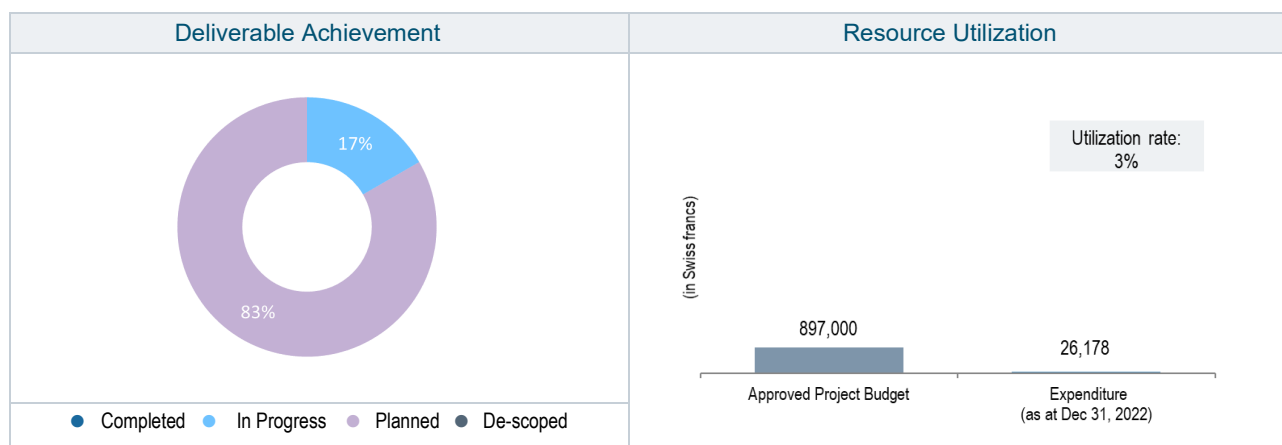 Deliverable Achievement
Resource Utilization
17%
83%
Completed In Progress Planned De-scoped
Utilization rate:
3%
(in Swiss francs)
897,000
26,178
Approved Project Budget
Expenditure
(as at Dec 31, 2022)